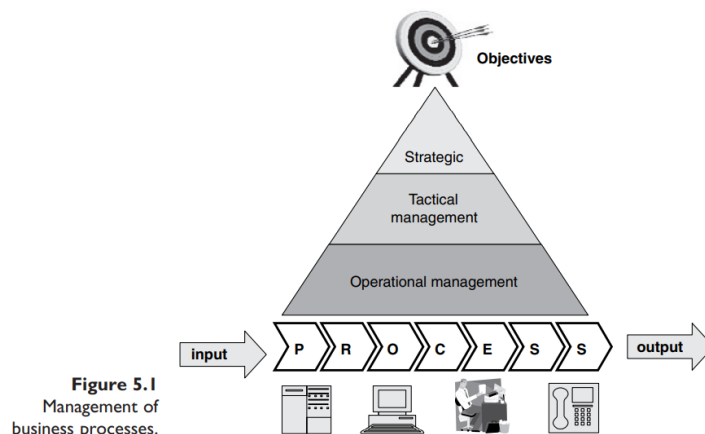 Objectives
Strategic
Tactical
management
Operational management
input
P R O C E S S
output
Figure 5.1
Management of
business processes.